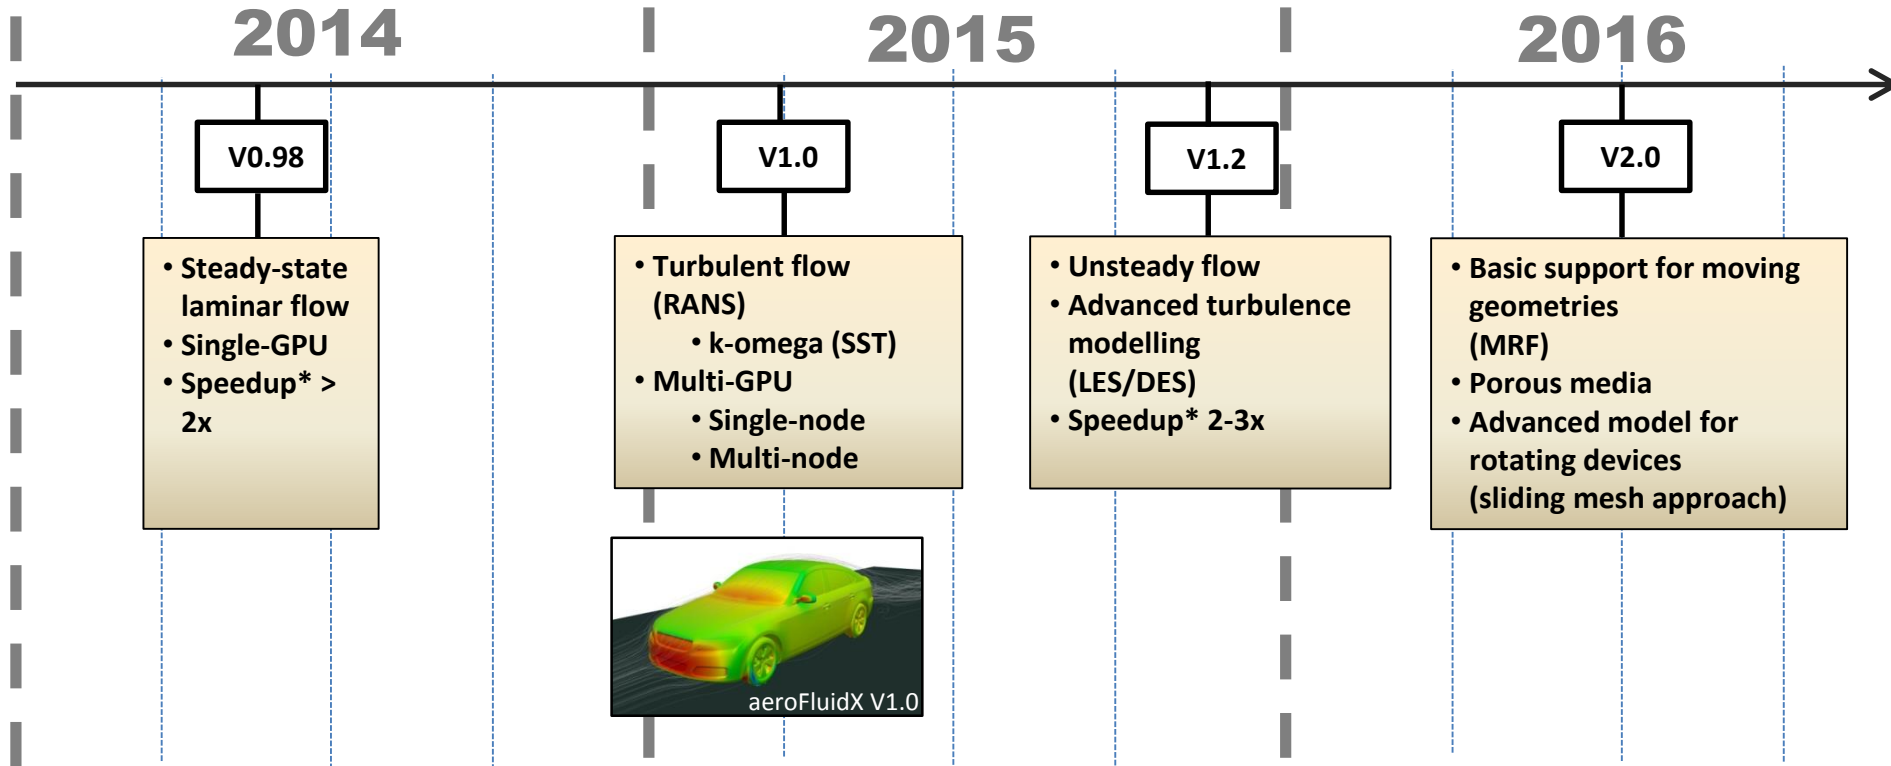 2014
2015
2016
V0.98
V1.0
V1.2
V2.0
• Steady-state
laminar flow
• Single-GPU
• Speedup* >
2x
• Turbulent flow
(RANS)
• k-omega (SST)
• Multi-GPU
• Single-node
• Multi-node
• Unsteady flow
• Advanced turbulence
modelling
(LES/DES)
• Speedup* 2-3x
• Basic support for moving
geometries
(MRF)
• Porous media
• Advanced model for
rotating devices
(sliding mesh approach)
aeroFluidX V1.0